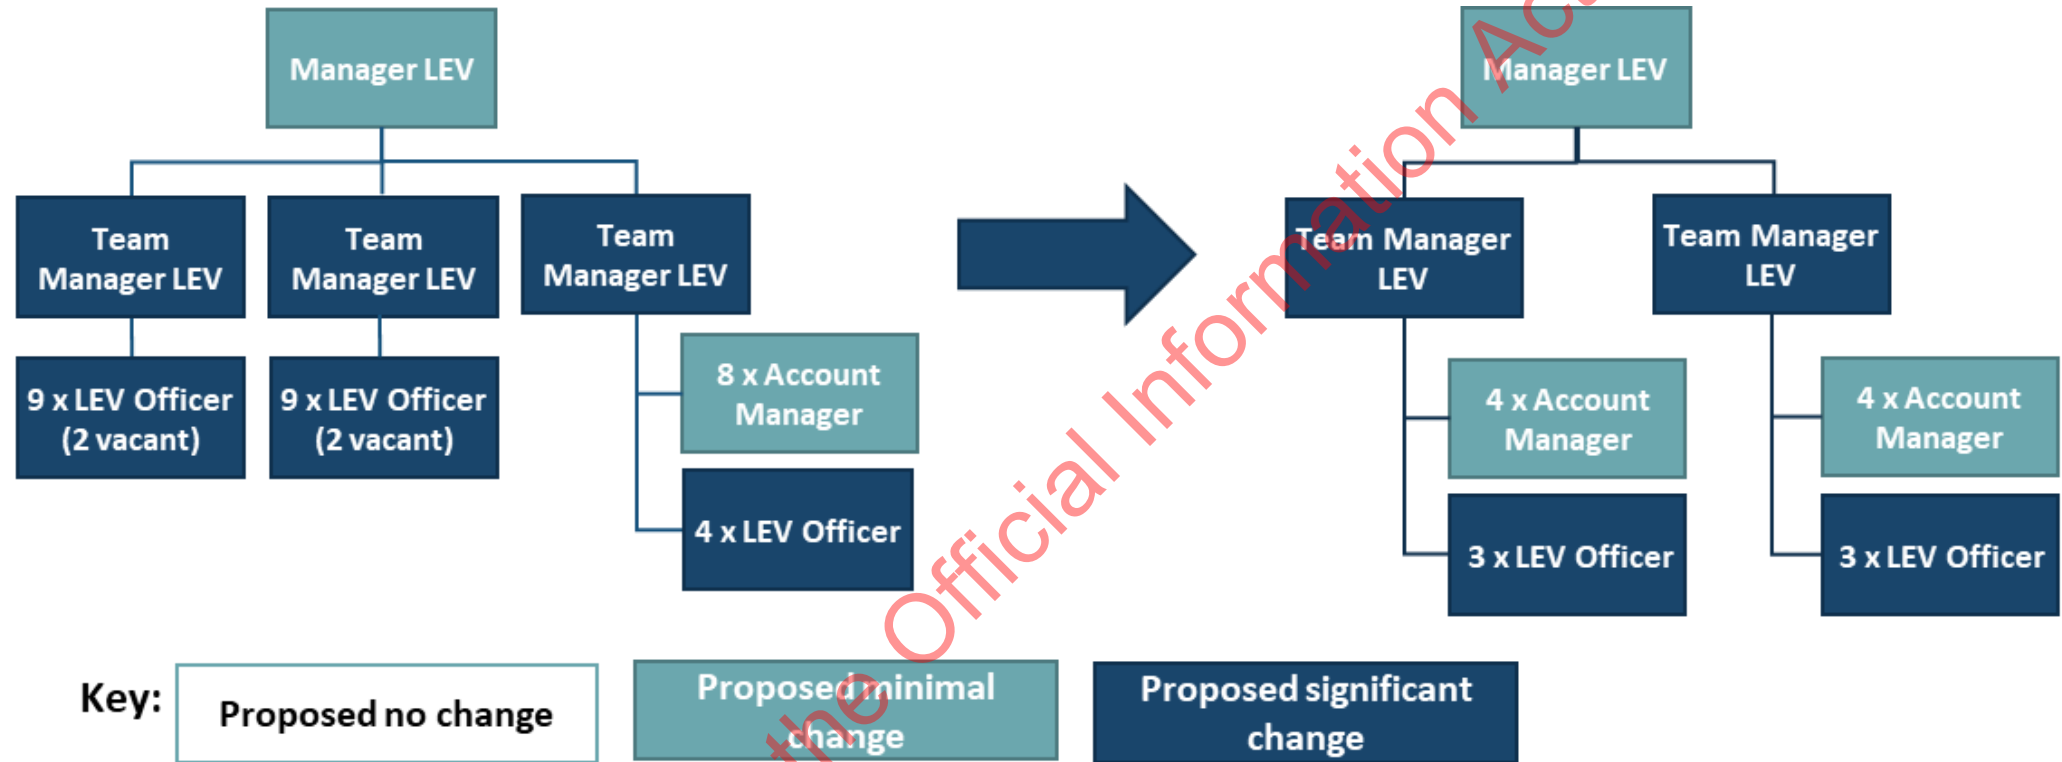 Manager LEV
Team
Manager LEV
Team
Manager LEV
Team
Manager LEV
9 x LEV Officer
(2 vacant)
9 x LEV Officer
(2 vacant)
8 x Account
Manager
4 x LEV Officer
Manager LEV
Team Manager
LEV
Team Manager
LEV
4 x Account
Manager
3 x LEV Officer
4 x Account
Manager
3 x LEV Officer
Key:
Proposed no change
Proposed minimal
change
Proposed significant
change
the Official Information Act